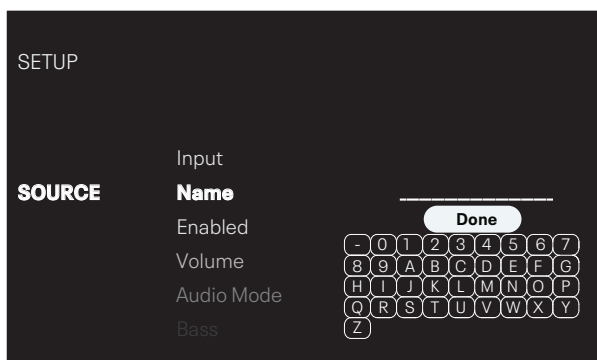 SETUP
Input
SOURCE
Name
Enabled
Done
Volume
- 0 1 2 3 4 5 6 7
8 9 A B C D E F G
Audio Mode
H I J K L M N O P
Q R S T U V W X Y
Bass
Z